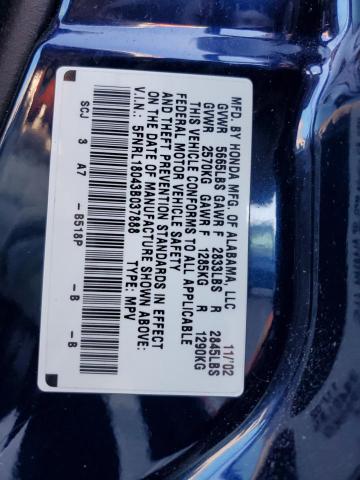 MFD. BY HONDA MFG. OF ALABAMA, LLC 11/'02
GVWR 5665LBS GAWR F 2833LBS R 2845LBS
GVWR 2570KG GAWR F 1285KG R 1290KG
THIS VEHICLE CONFORMS TO ALL APPLICABLE
FEDERAL MOTOR VEHICLE SAFETY
AND THEFT PREVENTION STANDARDS IN EFFECT
ON THE DATE OF MANUFACTURE SHOWN ABOVE.
V.I.N.: 5FNRL18043B037888 TYPE: MPV
SCJ 3 A7 - B518P - B - B